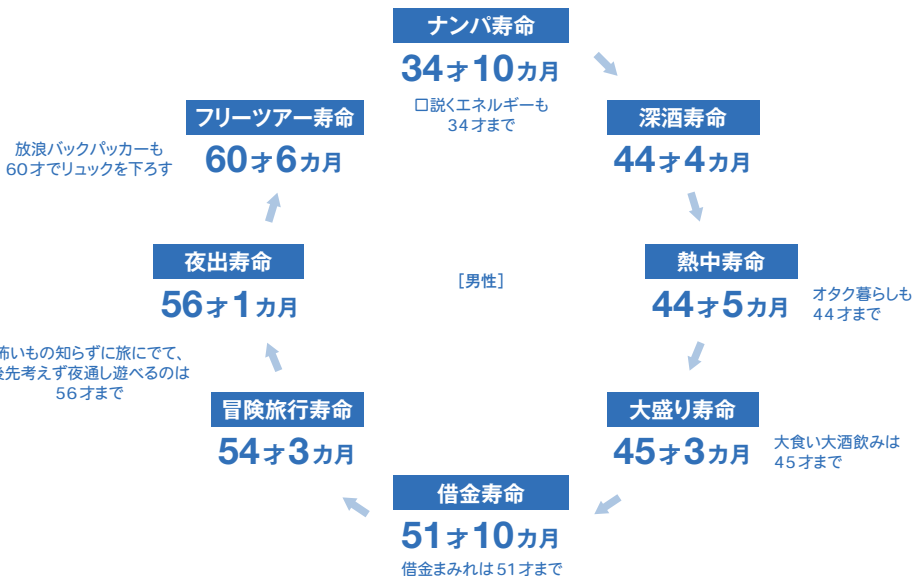 ナンパ寿命
34才10カ月
口説くエネルギーも
34才まで
深酒寿命
44才4カ月
熱中寿命
44才5カ月
オタク暮らしも
44才まで
大盛り寿命
45才3カ月
大食い大酒飲みは
45才まで
借金寿命
51才10カ月
借金まみれは51才まで
冒険旅行寿命
54才3カ月
怖いもの知らずに旅にでて、
後先考えず夜通し遊べるのは
56才まで
夜出寿命
56才1カ月
フリーツアー寿命
60才6カ月
放浪バックパッカーも
60才でリュックを下ろす
[男性]